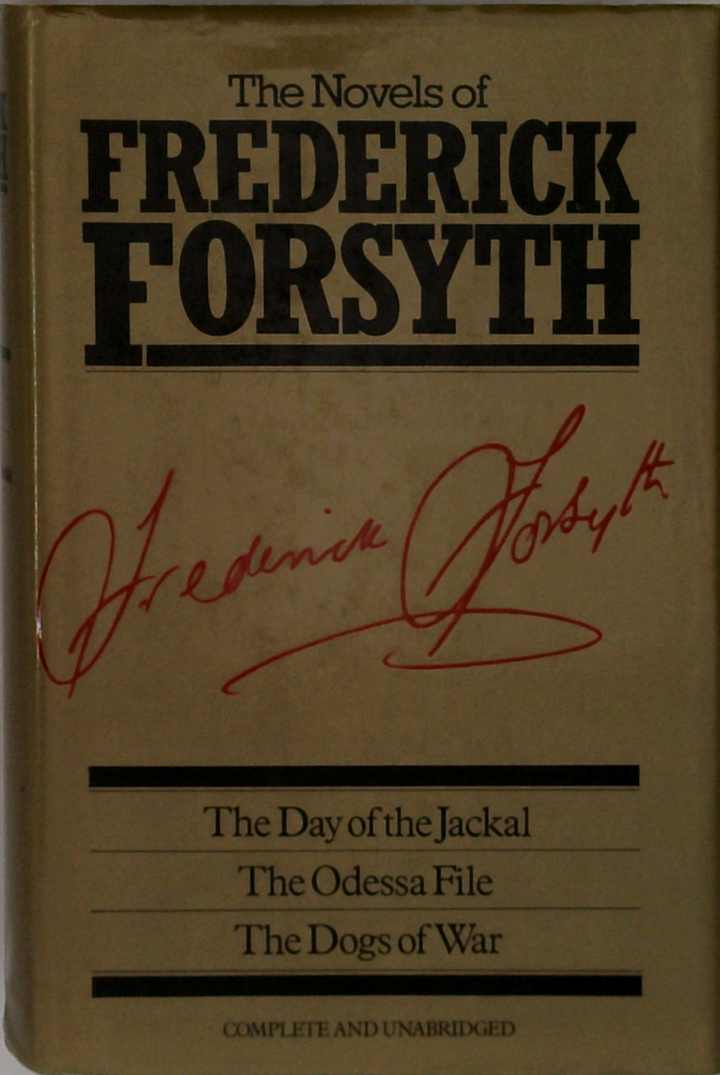 The Novels of
FREDERICK
FORSYTH
Frederick Forsyth
The Day of the Jackal
The Odessa File
The Dogs of War
COMPLETE AND UNABRIDGED